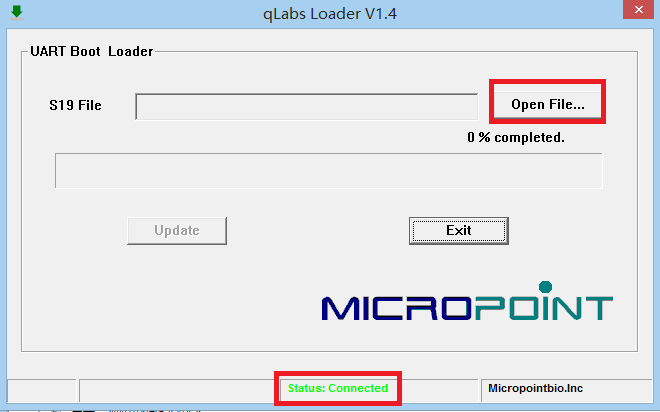 qLabs Loader V1.4
UART Boot Loader
S19 File
Open File...
0 % completed.
Update
Exit
MICROPOINT
Status: Connected
Micropointbio.Inc